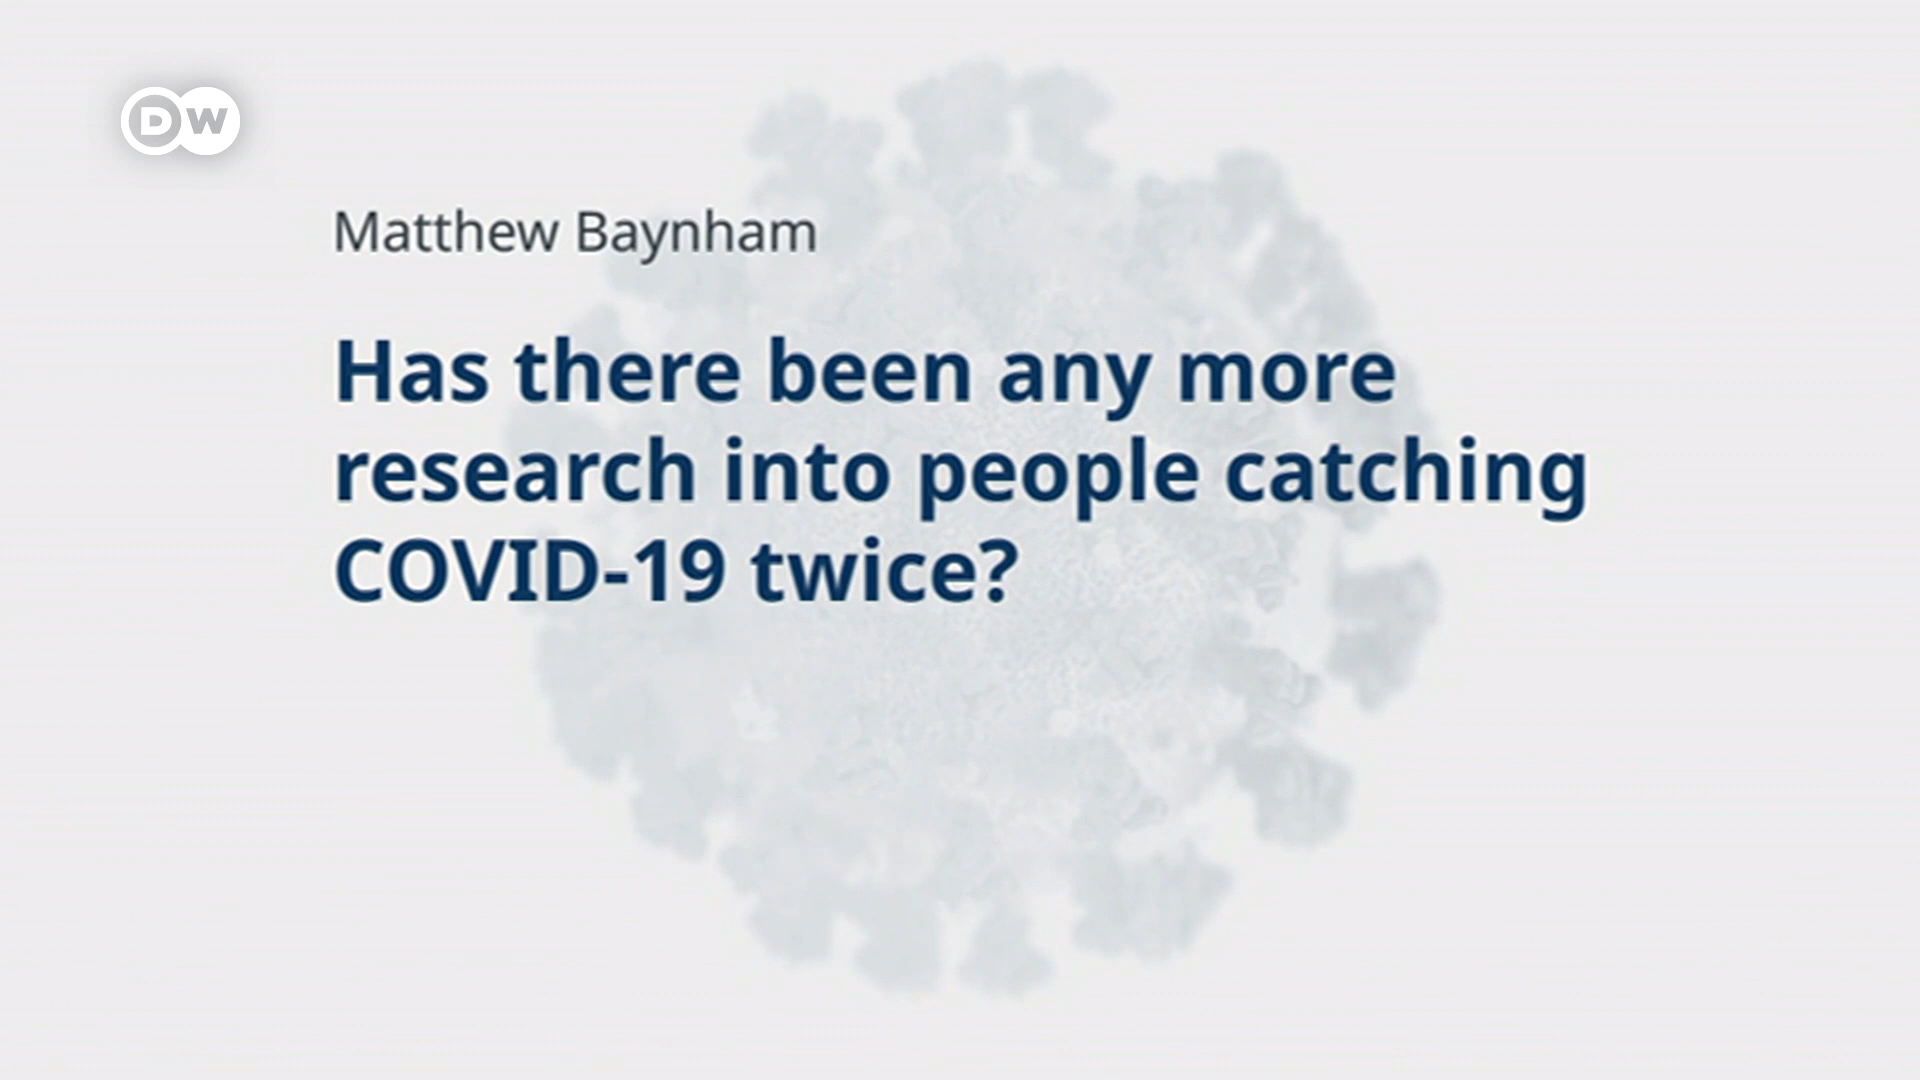 DW
Matthew Baynham
Has there been any more
research into people catching
COVID-19 twice?